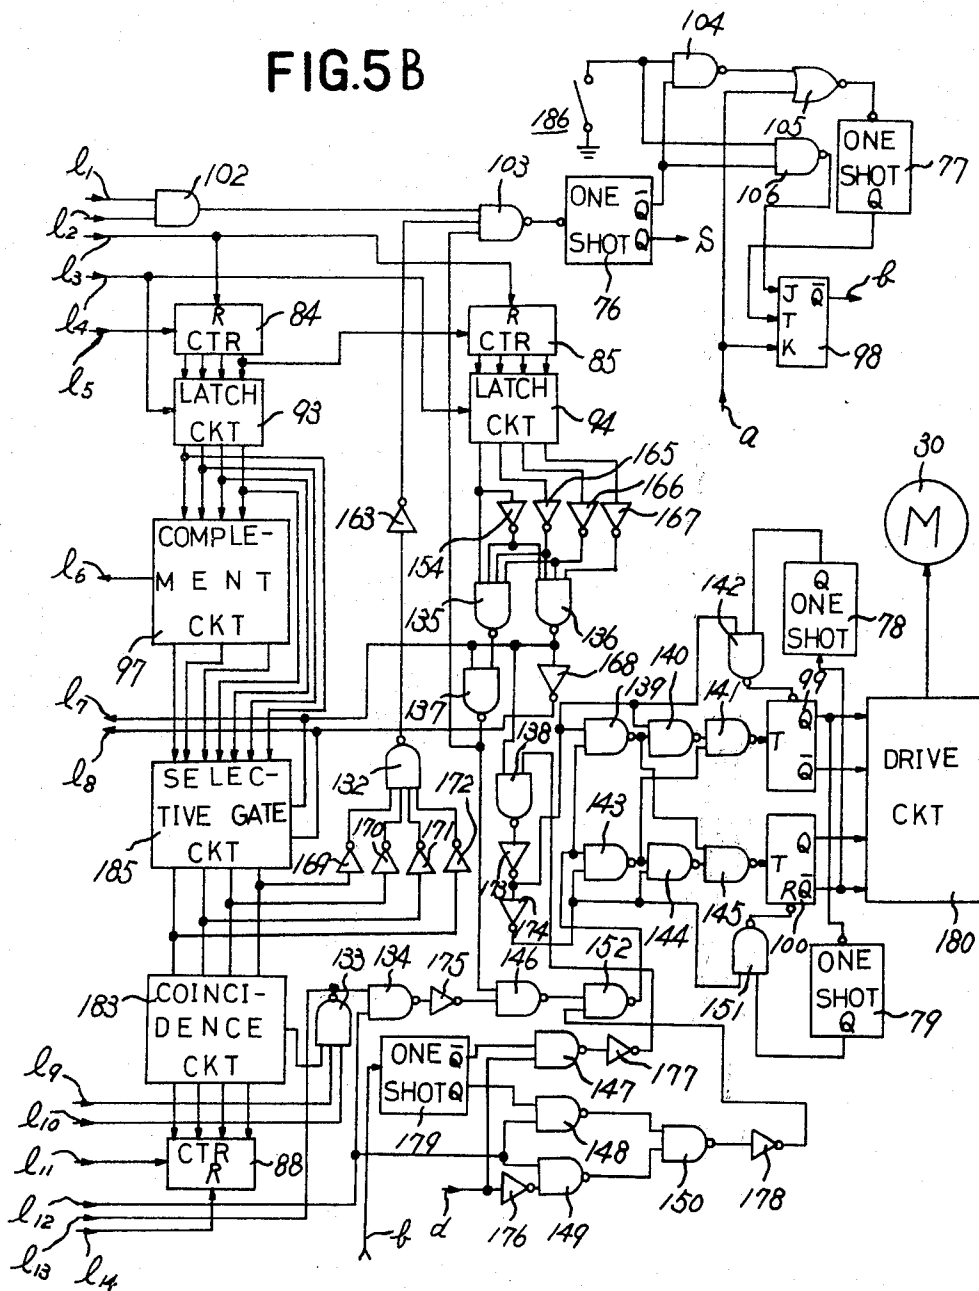 FIG.5B
104
186
105
ONE
SHOT
Q
77
106
l1
102
103
l2
ONE Q̅
SHOT Q
S
76
l3
J Q̅
T
K
b
98
a
l4
R
CTR
84
R
CTR
85
l5
LATCH
CKT
93
LATCH
CKT
94
165
166
167
30
M
163
154
COMPLE-
MENT
CKT
97
l6
135
136
142
Q
ONE
SHOT
78
168
140
139
141
99
137
l7
l8
138
T
Q
Q̅
DRIVE
CKT
180
SELEC-
TIVE GATE
CKT
185
132
172
170
171
169
143
173
174
144
145
T
Q
R Q̅
100
152
151
ONE
SHOT
Q
79
183
COINCI-
DENCE
CKT
133
134
175
146
l9
ONE Q̅
SHOT Q
179
147
177
l10
148
l11
CTR
R
88
150
178
l12
d
176
149
l13
b
l14